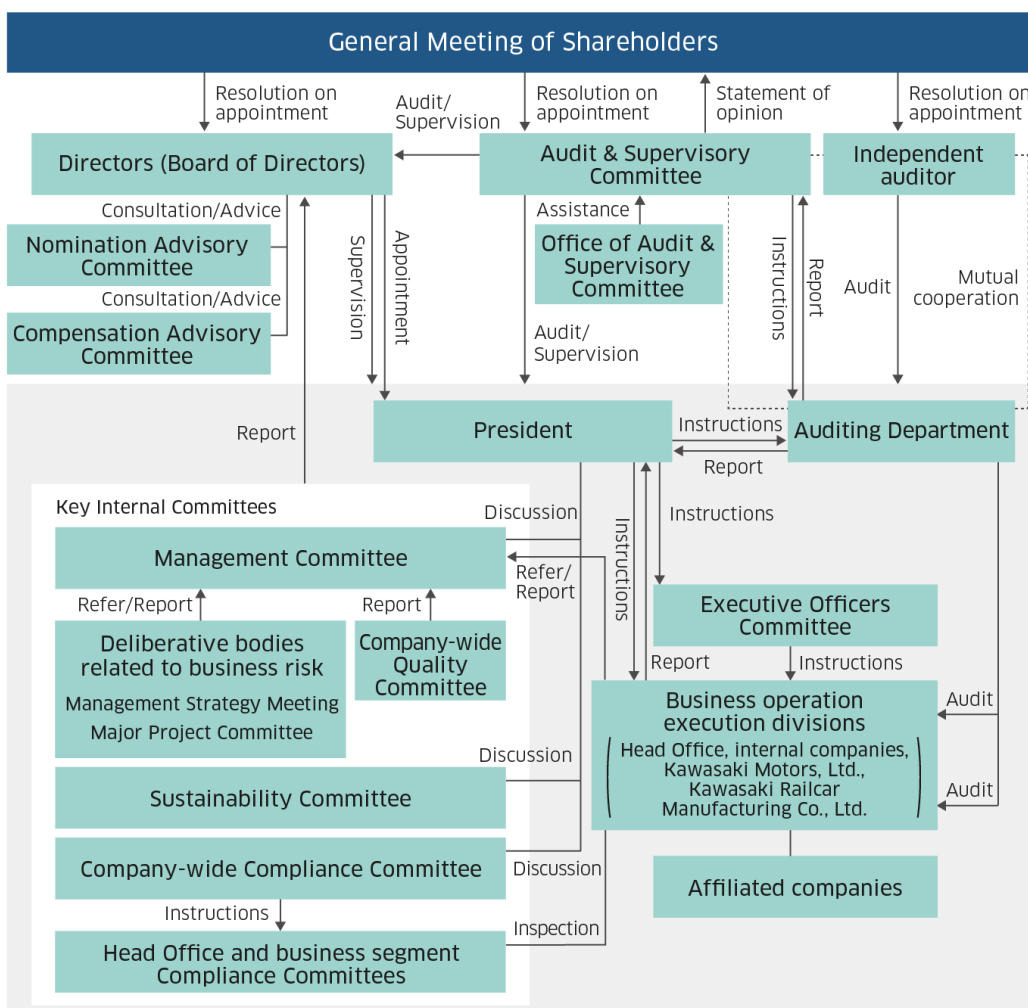 General Meeting of Shareholders
Resolution on
appointment
Audit/
Supervision
Resolution on
appointment
Statement of
opinion
Resolution on
appointment
Directors (Board of Directors)
Audit & Supervisory
Committee
Independent
auditor
Consultation/Advice
Nomination Advisory
Committee
Consultation/Advice
Compensation Advisory
Committee
Supervision
Appointment
Assistance
Office of Audit &
Supervisory
Committee
Audit/
Supervision
Instructions
Report
Audit
Mutual
cooperation
Report
President
Instructions
Report
Auditing Department
Key Internal Committees
Discussion
Management Committee
Refer/
Report
Instructions
Instructions
Refer/Report
Report
Deliberative bodies
related to business risk
Management Strategy Meeting
Major Project Committee
Company-wide
Quality
Committee
Executive Officers
Committee
Report
Instructions
Business operation
execution divisions
(Head Office, internal companies,
Kawasaki Motors, Ltd.,
Kawasaki Railcar
Manufacturing Co., Ltd.)
Audit
Audit
Discussion
Sustainability Committee
Company-wide Compliance Committee
Discussion
Affiliated companies
Instructions
Inspection
Head Office and business segment
Compliance Committees